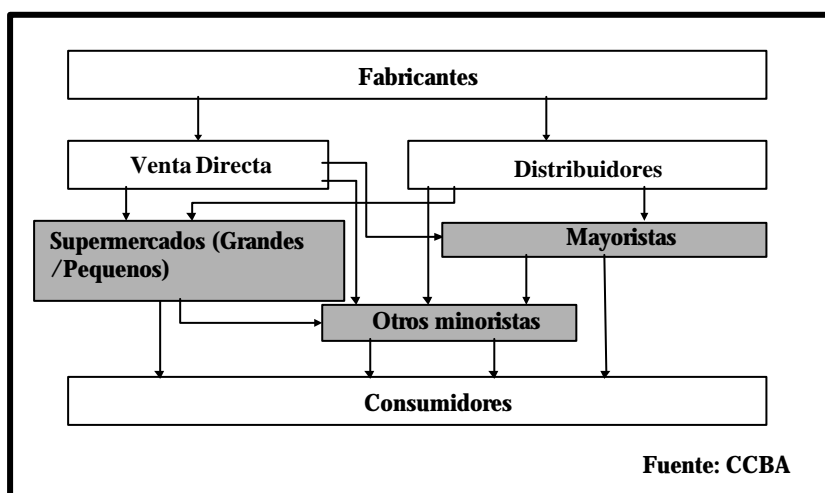 Fabricantes
Venta Directa
Distribuidores
Supermercados (Grandes
/Pequenos)
Mayoristas
Otros minoristas
Consumidores
Fuente: CCBA